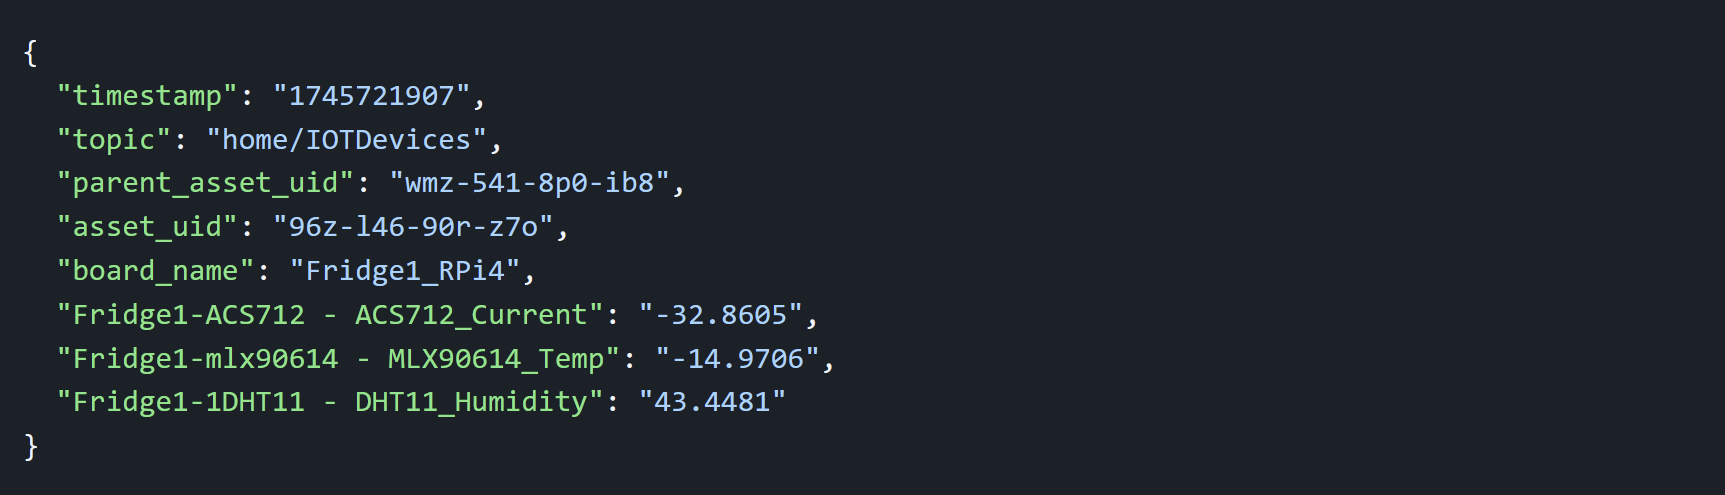 {
  "timestamp": "1745721907",
  "topic": "home/IOTDevices",
  "parent_asset_uid": "wmz-541-8p0-ib8",
  "asset_uid": "96z-l46-90r-z7o",
  "board_name": "Fridge1_RPi4",
  "Fridge1-ACS712 - ACS712_Current": "-32.8605",
  "Fridge1-mlx90614 - MLX90614_Temp": "-14.9706",
  "Fridge1-1DHT11 - DHT11_Humidity": "43.4481"
}